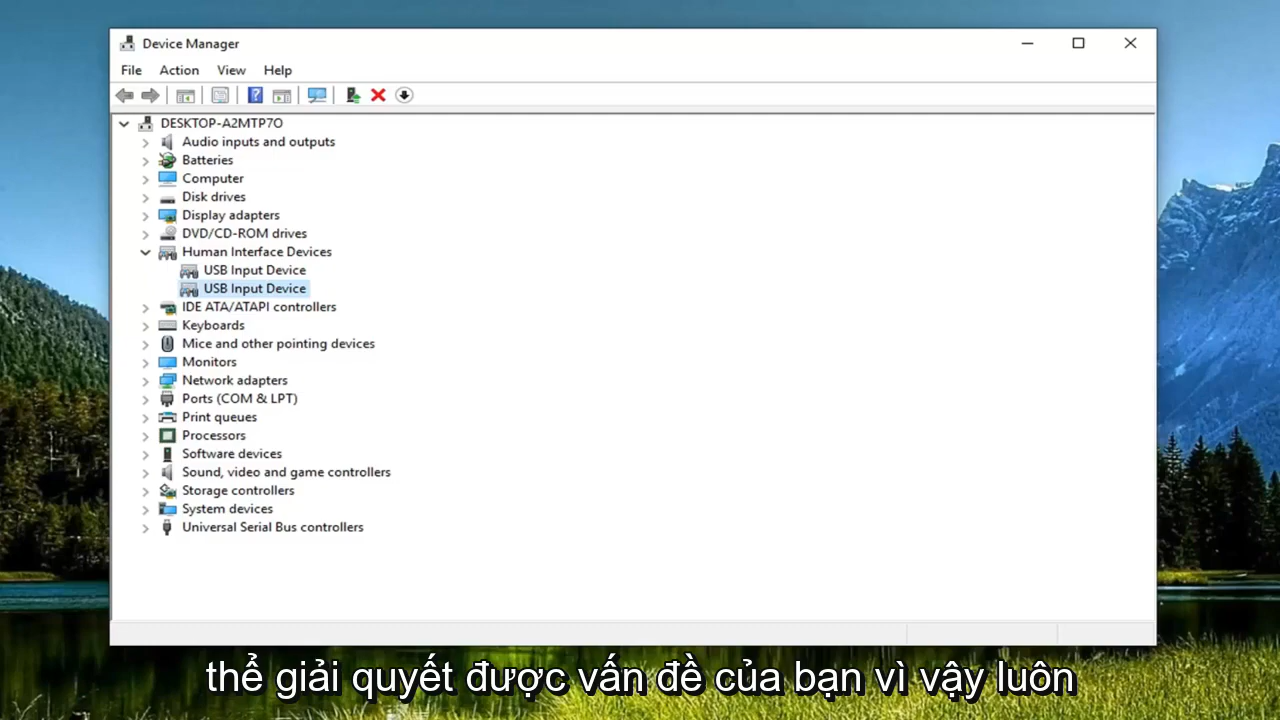 Device Manager
File Action View Help
DESKTOP-A2MTP7O
Audio inputs and outputs
Batteries
Computer
Disk drives
Display adapters
DVD/CD-ROM drives
Human Interface Devices
USB Input Device
USB Input Device
IDE ATA/ATAPI controllers
Keyboards
Mice and other pointing devices
Monitors
Network adapters
Ports (COM & LPT)
Print queues
Processors
Software devices
Sound, video and game controllers
Storage controllers
System devices
Universal Serial Bus controllers
thể giải quyết được vấn đề của bạn vì vậy luôn